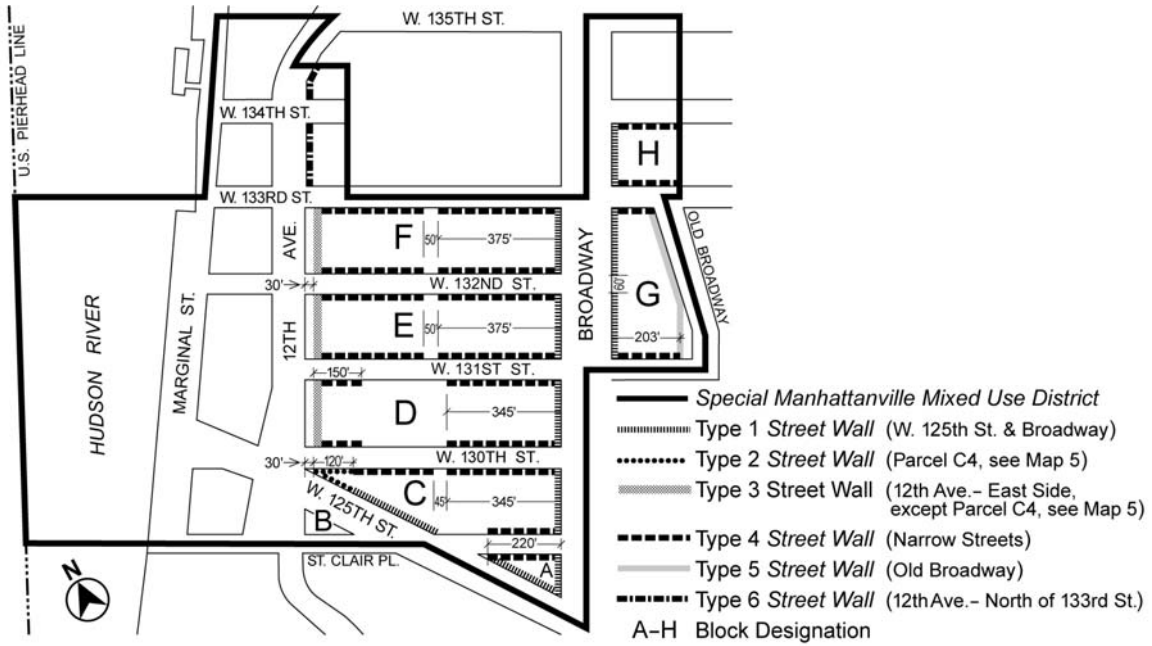 W. 135TH ST.
U.S. PIERHEAD LINE
W. 134TH ST.
H
W. 133RD ST.
OLD BROADWAY
AVE.
F
50'
375'
BROADWAY
30'
W. 132ND ST.
60'
G
HUDSON RIVER
MARGINAL ST.
12TH
E
50'
375'
203'
W. 131ST ST.
150'
D
345'
30'
120'
W. 130TH ST.
C
45'
345'
W. 125TH ST.
B
220'
A
ST. CLAIR PL.
N
Special Manhattanville Mixed Use District
Type 1 Street Wall (W. 125th St. & Broadway)
Type 2 Street Wall (Parcel C4, see Map 5)
Type 3 Street Wall (12th Ave.– East Side,
except Parcel C4, see Map 5)
Type 4 Street Wall (Narrow Streets)
Type 5 Street Wall (Old Broadway)
Type 6 Street Wall (12th Ave.– North of 133rd St.)
A–H Block Designation